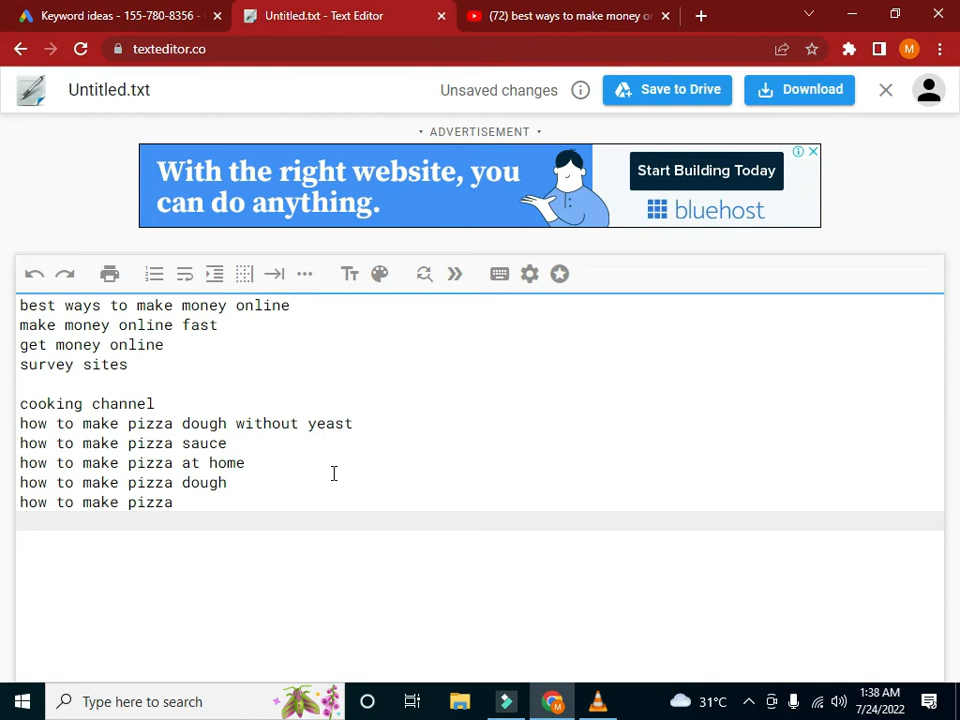 Keyword ideas - 155-780-8356 -
Untitled.txt - Text Editor
(72) best ways to make money o
texteditor.co
M
Untitled.txt
Unsaved changes
Save to Drive
Download
ADVERTISEMENT
With the right website, you
can do anything.
Start Building Today
bluehost
best ways to make money online
make money online fast
get money online
survey sites
cooking channel
how to make pizza dough without yeast
how to make pizza sauce
how to make pizza at home
how to make pizza dough
how to make pizza
Type here to search
31°C
1:38 AM
7/24/2022